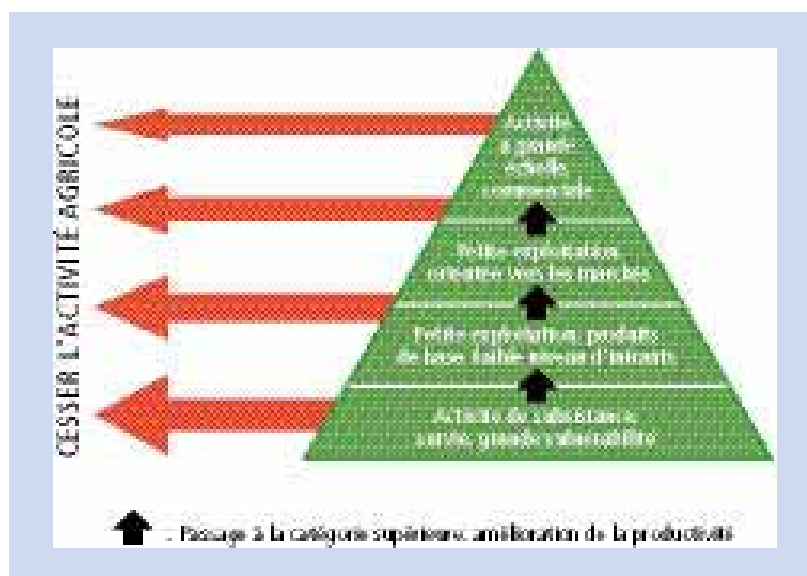 CESSER L'ACTIVITÉ AGRICOLE
Activité
à grande
échelle,
commerciale
Petite exploitation,
orientée vers les marchés
Petite exploitation, produits
de base, faible niveau d'intrants
Activité de subsistance,
survie, grande vulnérabilité
: Passage à la catégorie supérieure, amélioration de la productivité